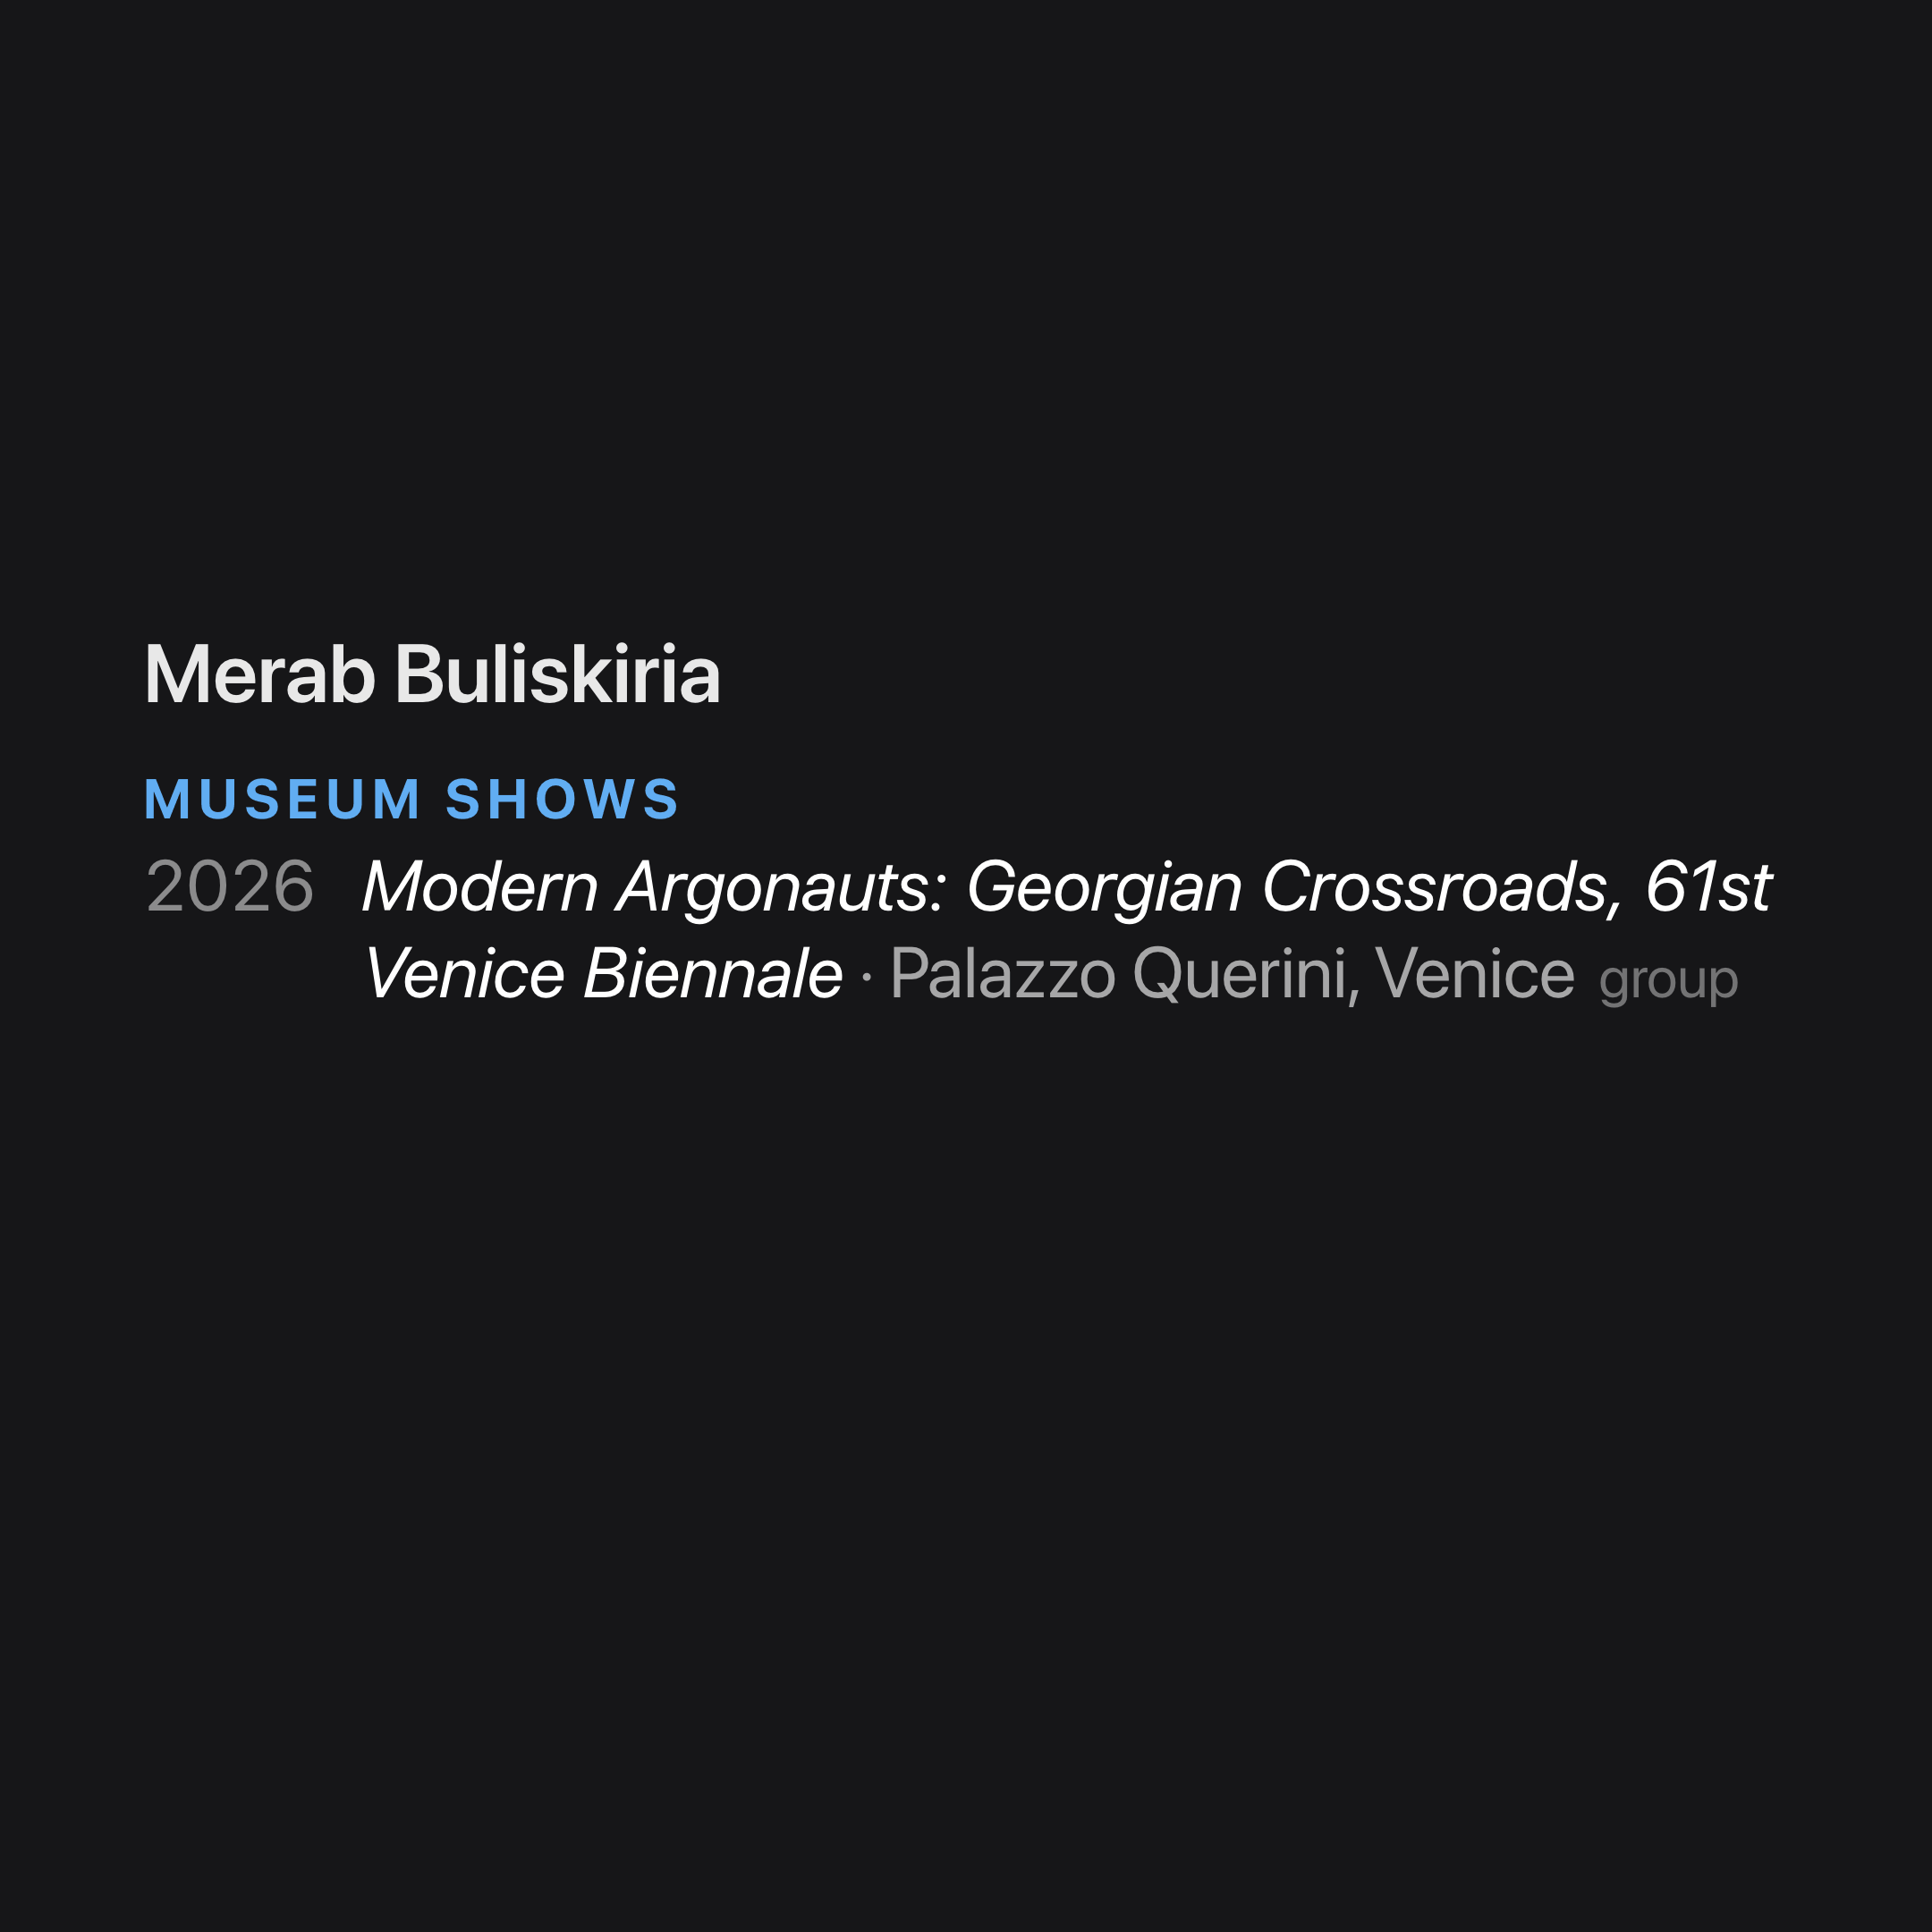 Merab Buliskiria
MUSEUM SHOWS
2026 Modern Argonauts: Georgian Crossroads, 61st
Venice Biennale · Palazzo Querini, Venice group